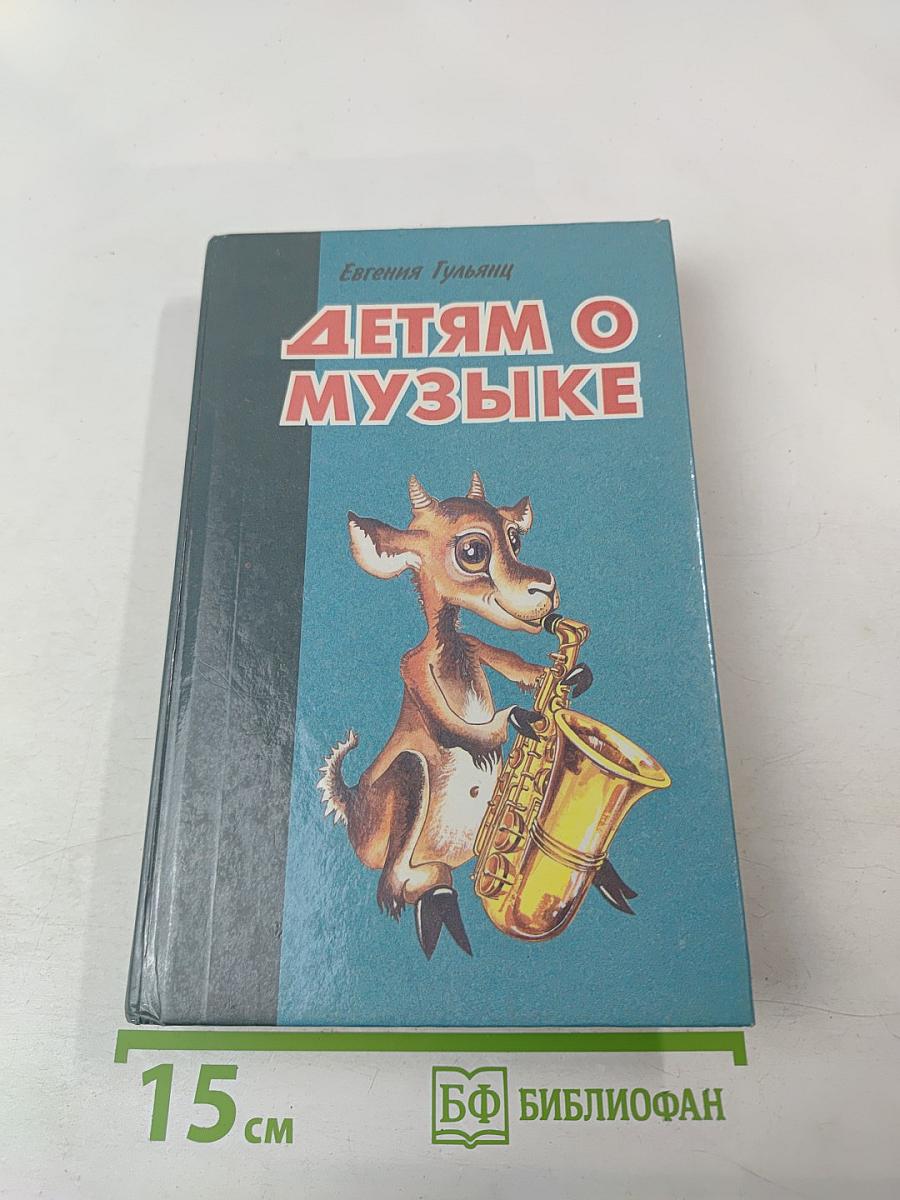 Евгения Гульянц
ДЕТЯМ О
МУЗЫКЕ
15 см
БФ БИБЛИОФАН